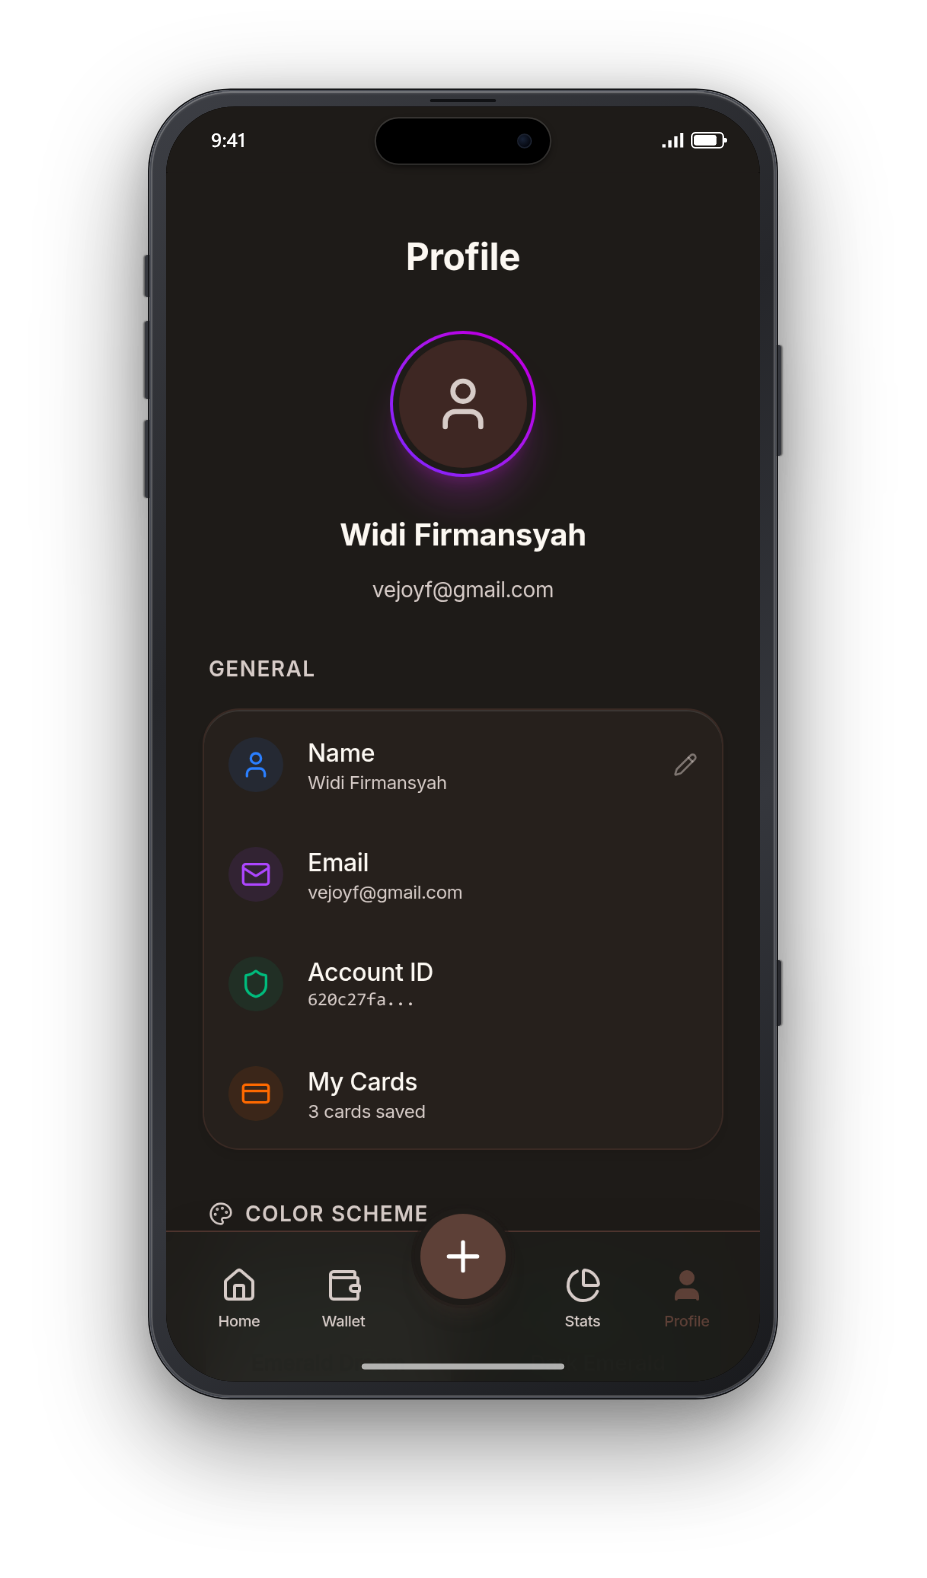 9:41
Profile
Widi Firmansyah
vejoyf@gmail.com
GENERAL
Name
Widi Firmansyah
Email
vejoyf@gmail.com
Account ID
620c27fa...
My Cards
3 cards saved
COLOR SCHEME
Home
Wallet
Stats
Profile